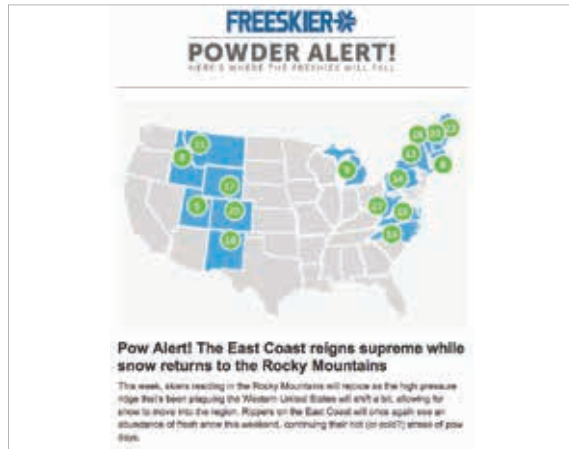 FREESKIER
POWDER ALERT!
HERE'S WHERE THE FRESHIES WILL FALL
Pow Alert! The East Coast reigns supreme while
snow returns to the Rocky Mountains
This week, skiers residing in the Rocky Mountains will rejoice as the high pressure
ridge that's been plaguing the Western United States will shift a bit, allowing for
snow to move into the region. Rippers on the East Coast will once again see an
abundance of fresh snow this weekend, continuing their hot (or cold?) streak of pow
days.